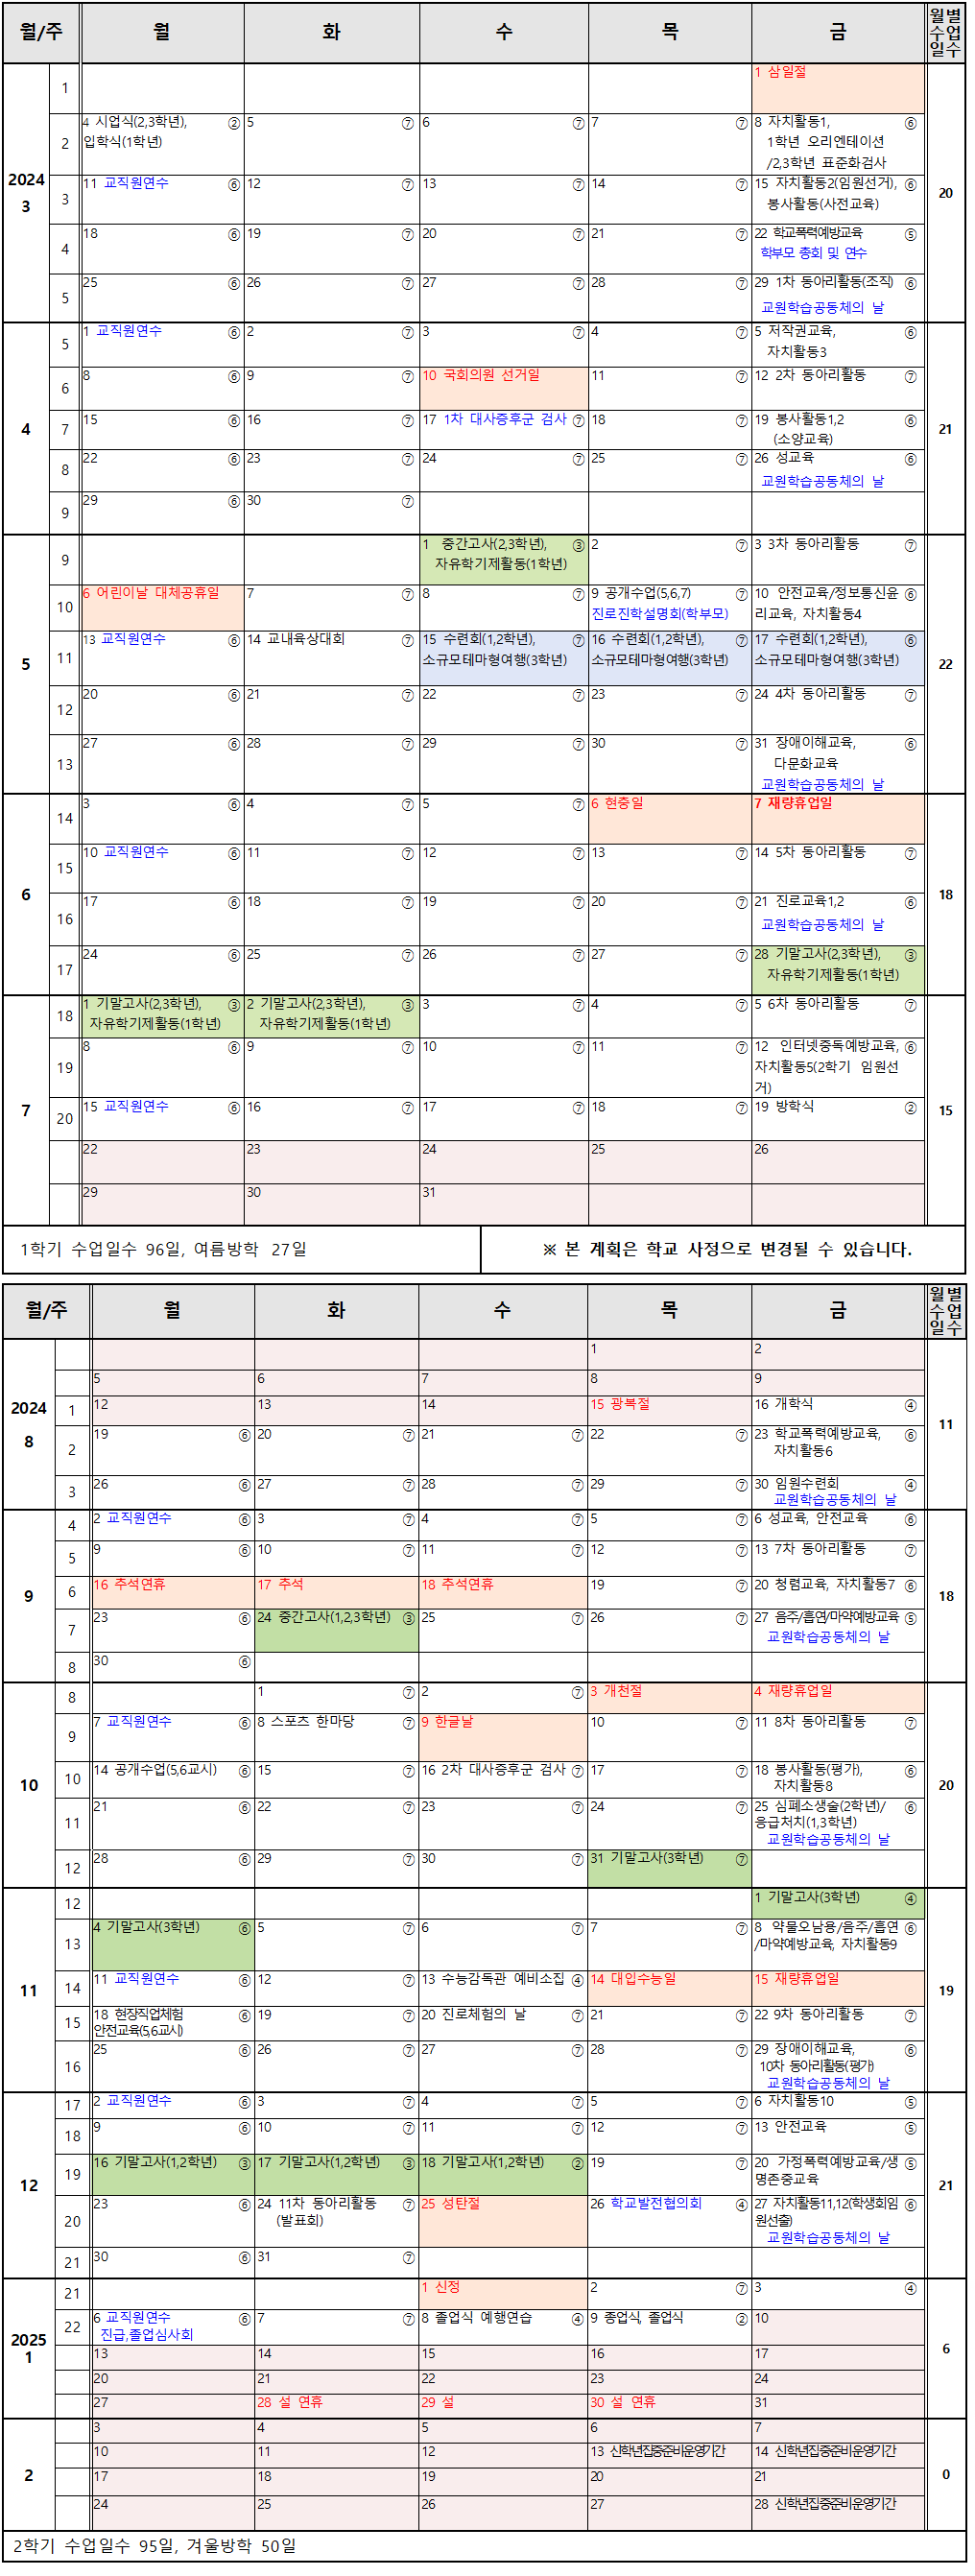 월/주 월 화 수 목 금 월별수업일수
2024 3 20
1
1 삼일절
2
4 시업식(2,3학년), ②
입학식(1학년)
5 ⑦
6 ⑦
7 ⑦
8 자치활동1, ⑥
1학년 오리엔테이션
/2,3학년 표준화검사
3
11 교직원연수 ⑥
12 ⑦
13 ⑦
14 ⑦
15 자치활동2(임원선거), ⑥
봉사활동(사전교육)
4
18 ⑥
19 ⑦
20 ⑦
21 ⑦
22 학교폭력예방교육 ⑤
학부모 총회 및 연수
5
25 ⑥
26 ⑦
27 ⑦
28 ⑦
29 1차 동아리활동(조직) ⑥
교원학습공동체의 날
4 21
5
1 교직원연수 ⑥
2 ⑦
3 ⑦
4 ⑦
5 저작권교육, ⑥
자치활동3
6
8 ⑥
9 ⑦
10 국회의원 선거일
11 ⑦
12 2차 동아리활동 ⑦
7
15 ⑥
16 ⑦
17 1차 대사증후군 검사 ⑦
18 ⑦
19 봉사활동1,2 ⑥
(소양교육)
8
22 ⑥
23 ⑦
24 ⑦
25 ⑦
26 성교육 ⑥
교원학습공동체의 날
9
29 ⑥
30 ⑦
5 22
9
1 중간고사(2,3학년), ③
자유학기제활동(1학년)
2 ⑦
3 3차 동아리활동 ⑦
10
6 어린이날 대체공휴일
7 ⑦
8 ⑦
9 공개수업(5,6,7) ⑦
진로진학설명회(학부모)
10 안전교육/정보통신윤 ⑥
리교육, 자치활동4
11
13 교직원연수 ⑥
14 교내육상대회 ⑦
15 수련회(1,2학년), ⑦
소규모테마형여행(3학년)
16 수련회(1,2학년), ⑦
소규모테마형여행(3학년)
17 수련회(1,2학년), ⑥
소규모테마형여행(3학년)
12
20 ⑥
21 ⑦
22 ⑦
23 ⑦
24 4차 동아리활동 ⑦
13
27 ⑥
28 ⑦
29 ⑦
30 ⑦
31 장애이해교육, ⑥
다문화교육
교원학습공동체의 날
6 18
14
3 ⑥
4 ⑦
5 ⑦
6 현충일
7 재량휴업일
15
10 교직원연수 ⑥
11 ⑦
12 ⑦
13 ⑦
14 5차 동아리활동 ⑦
16
17 ⑥
18 ⑦
19 ⑦
20 ⑦
21 진로교육1,2 ⑥
교원학습공동체의 날
17
24 ⑥
25 ⑦
26 ⑦
27 ⑦
28 기말고사(2,3학년), ③
자유학기제활동(1학년)
7 15
18
1 기말고사(2,3학년), ③
자유학기제활동(1학년)
2 기말고사(2,3학년), ③
자유학기제활동(1학년)
3 ⑦
4 ⑦
5 6차 동아리활동 ⑦
19
8 ⑥
9 ⑦
10 ⑦
11 ⑦
12 인터넷중독예방교육, ⑥
자치활동5(2학기 임원선
거)
20
15 교직원연수 ⑥
16 ⑦
17 ⑦
18 ⑦
19 방학식 ②
22 23 24 25 26
29 30 31
1학기 수업일수 96일, 여름방학 27일
※ 본 계획은 학교 사정으로 변경될 수 있습니다.
월/주 월 화 수 목 금 월별수업일수
2024 8 11
1 2
5 6 7 8 9
1
12 13 14
15 광복절
16 개학식 ④
2
19 ⑥
20 ⑦
21 ⑦
22 ⑦
23 학교폭력예방교육, ⑥
자치활동6
3
26 ⑥
27 ⑦
28 ⑦
29 ⑦
30 임원수련회 ④
교원학습공동체의 날
9 18
4
2 교직원연수 ⑥
3 ⑦
4 ⑦
5 ⑦
6 성교육, 안전교육 ⑥
5
9 ⑥
10 ⑦
11 ⑦
12 ⑦
13 7차 동아리활동 ⑦
6
16 추석연휴
17 추석
18 추석연휴
19 ⑦
20 청렴교육, 자치활동7 ⑥
7
23 ⑥
24 중간고사(1,2,3학년) ③
25 ⑦
26 ⑦
27 음주/흡연/마약예방교육 ⑤
교원학습공동체의 날
8
30 ⑥
10 20
8
1 ⑦
2 ⑦
3 개천절
4 재량휴업일
9
7 교직원연수 ⑥
8 스포츠 한마당 ⑦
9 한글날
10 ⑦
11 8차 동아리활동 ⑦
10
14 공개수업(5,6교시) ⑥
15 ⑦
16 2차 대사증후군 검사 ⑦
17 ⑦
18 봉사활동(평가), ⑥
자치활동8
11
21 ⑥
22 ⑦
23 ⑦
24 ⑦
25 심폐소생술(2학년)/ ⑥
응급처치(1,3학년)
교원학습공동체의 날
12
28 ⑥
29 ⑦
30 ⑦
31 기말고사(3학년) ⑦
11 19
12
1 기말고사(3학년) ④
13
4 기말고사(3학년) ⑥
5 ⑦
6 ⑦
7 ⑦
8 약물오남용/음주/흡연 ⑥
/마약예방교육, 자치활동9
14
11 교직원연수 ⑥
12 ⑦
13 수능감독관 예비소집 ④
14 대입수능일
15 재량휴업일
15
18 현장직업체험 ⑥
안전교육(5,6교시)
19 ⑦
20 진로체험의 날 ⑦
21 ⑦
22 9차 동아리활동 ⑦
16
25 ⑥
26 ⑦
27 ⑦
28 ⑦
29 장애이해교육, ⑥
10차 동아리활동(평가)
교원학습공동체의 날
12 21
17
2 교직원연수 ⑥
3 ⑦
4 ⑦
5 ⑦
6 자치활동10 ⑤
18
9 ⑥
10 ⑦
11 ⑦
12 ⑦
13 안전교육 ⑤
19
16 기말고사(1,2학년) ③
17 기말고사(1,2학년) ③
18 기말고사(1,2학년) ②
19 ⑦
20 가정폭력예방교육/생 ⑤
명존중교육
20
23 ⑥
24 11차 동아리활동 ⑦
(발표회)
25 성탄절
26 학교발전협의회 ④
27 자치활동11,12(학생회임 ⑥
원선출)
교원학습공동체의 날
21
30 ⑥
31 ⑦
2025 1 6
21
1 신정
2 ⑦
3 ④
22
6 교직원연수 ⑥
진급,졸업심사회
7 ⑦
8 졸업식 예행연습 ④
9 종업식, 졸업식 ②
10
13 14 15 16 17
20 21 22 23 24
27
28 설 연휴
29 설
30 설 연휴
31
2 0
3 4 5 6 7
10 11 12
13 신학년집중준비운영기간
14 신학년집중준비운영기간
17 18 19 20 21
24 25 26 27
28 신학년집중준비운영기간
2학기 수업일수 95일, 겨울방학 50일